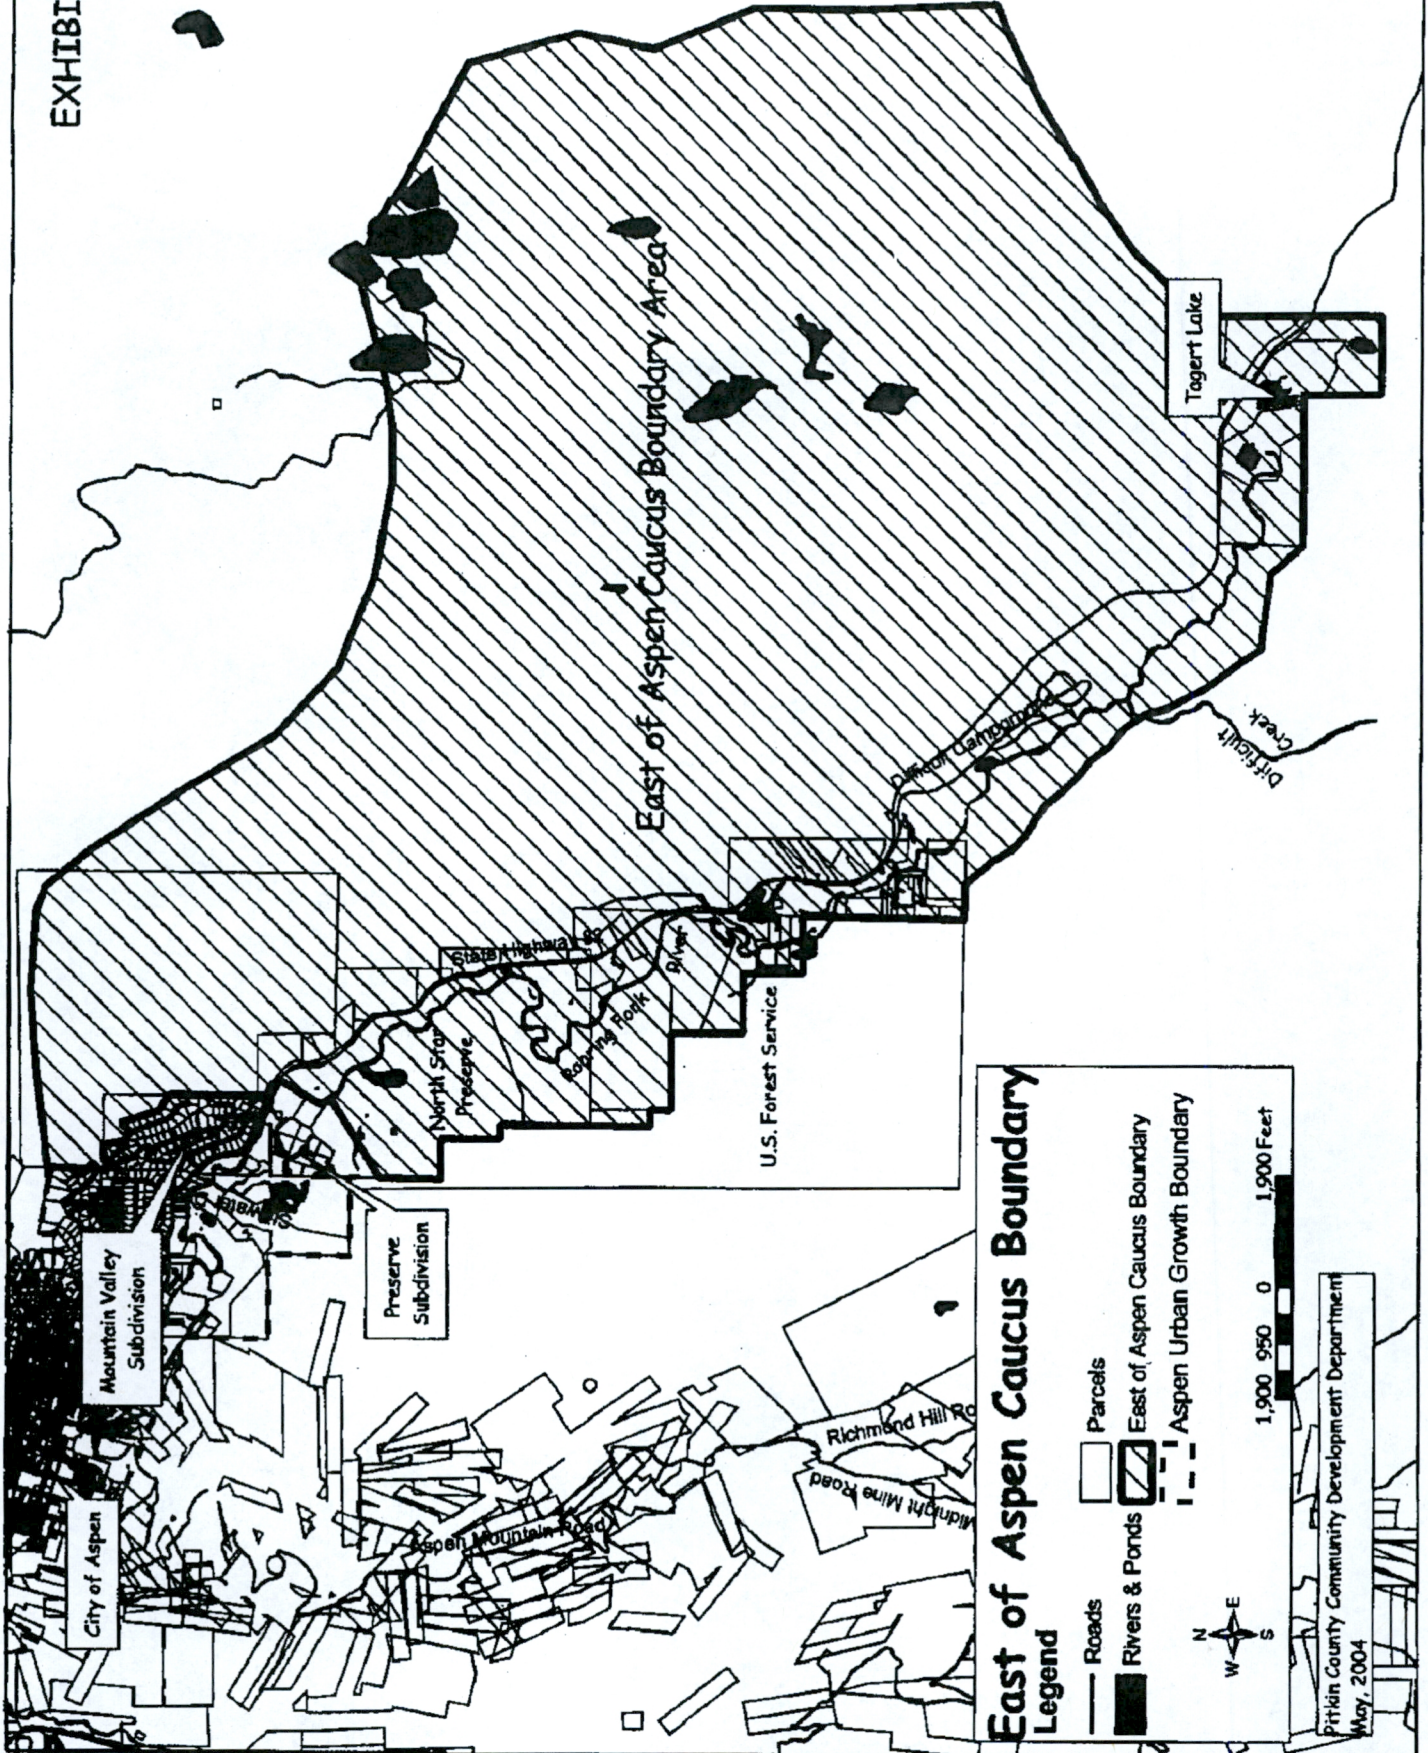 EXHIBI
City of Aspen
Mountain Valley
Subdivision
Preserve
Subdivision
State Highway 82
North Star
Preserve
Roaring Fork
River
U.S. Forest Service
East of Aspen Caucus Boundary Area
Difficult Campground
Difficult
Creek
Tagert Lake
Aspen Mountain Road
Richmond Hill Ro
Midnight Mine Road
East of Aspen Caucus Boundary
Legend
Roads
Parcels
Rivers & Ponds
East of Aspen Caucus Boundary
Aspen Urban Growth Boundary
N
W
E
S
1,900 950 0 1,900 Feet
Pitkin County Community Development Department
May, 2004